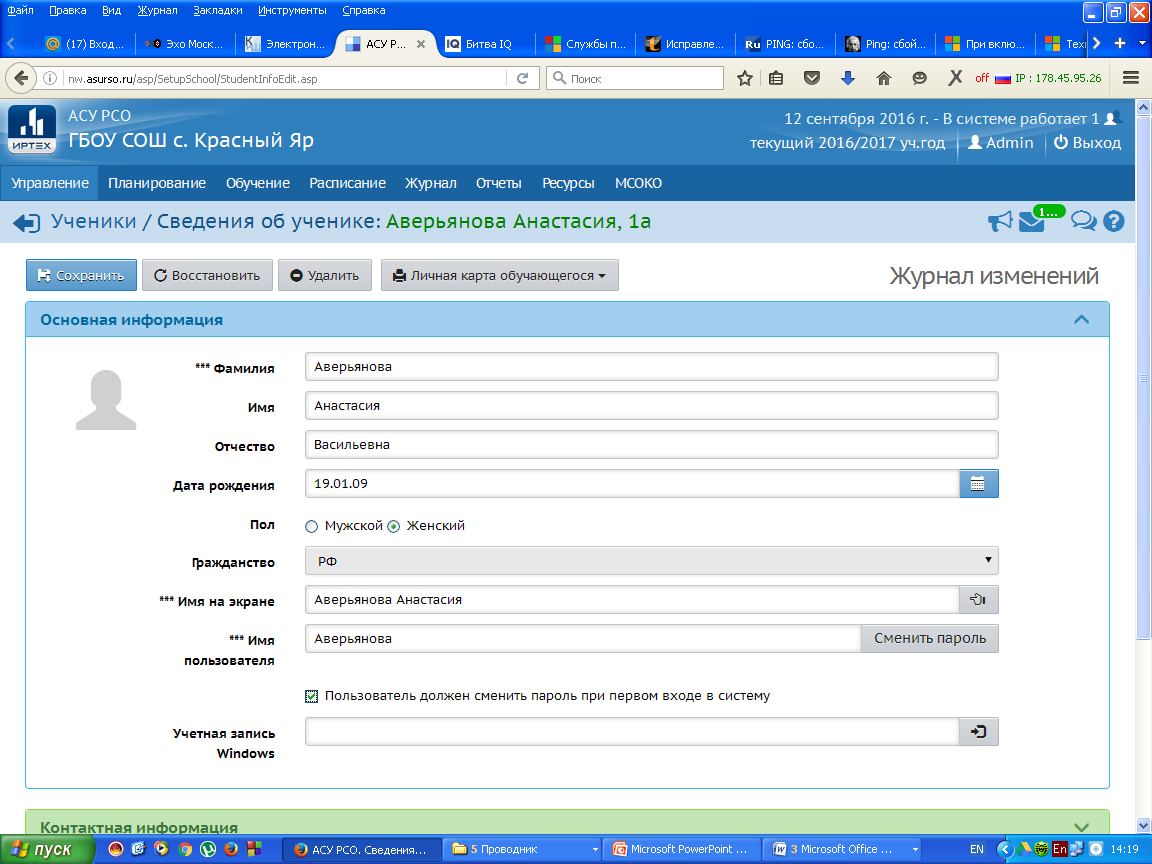 Файл Правка Вид Журнал Закладки Инструменты Справка
(17) Вход... Эхо Моск... Электрон... АСУ Р... Битва IQ Службы п... Исправле... PING: сбо... Ping: сбой... При вклю... Тех
nw.asurso.ru/asp/SetupSchool/StudentInfoEdit.asp Поиск off IP : 178.45.95.26
АСУ РСО
12 сентября 2016 г. - В системе работает 1
ИРТЕХ
ГБОУ СОШ с. Красный Яр
текущий 2016/2017 уч.год Admin Выход
Управление Планирование Обучение Расписание Журнал Отчеты Ресурсы МСОКО
Ученики / Сведения об ученике: Аверьянова Анастасия, 1а 1...
Сохранить Восстановить Удалить Личная карта обучающегося Журнал изменений
Основная информация
*** Фамилия Аверьянова
Имя Анастасия
Отчество Васильевна
Дата рождения 19.01.09
Пол Мужской Женский
Гражданство РФ
*** Имя на экране Аверьянова Анастасия
*** Имя
пользователя
Аверьянова Сменить пароль
Пользователь должен сменить пароль при первом входе в систему
Учетная запись
Windows
Контактная информация
пуск АСУ РСО. Сведения... 5 Проводник Microsoft PowerPoint ... 3 Microsoft Office ... EN En 14:19